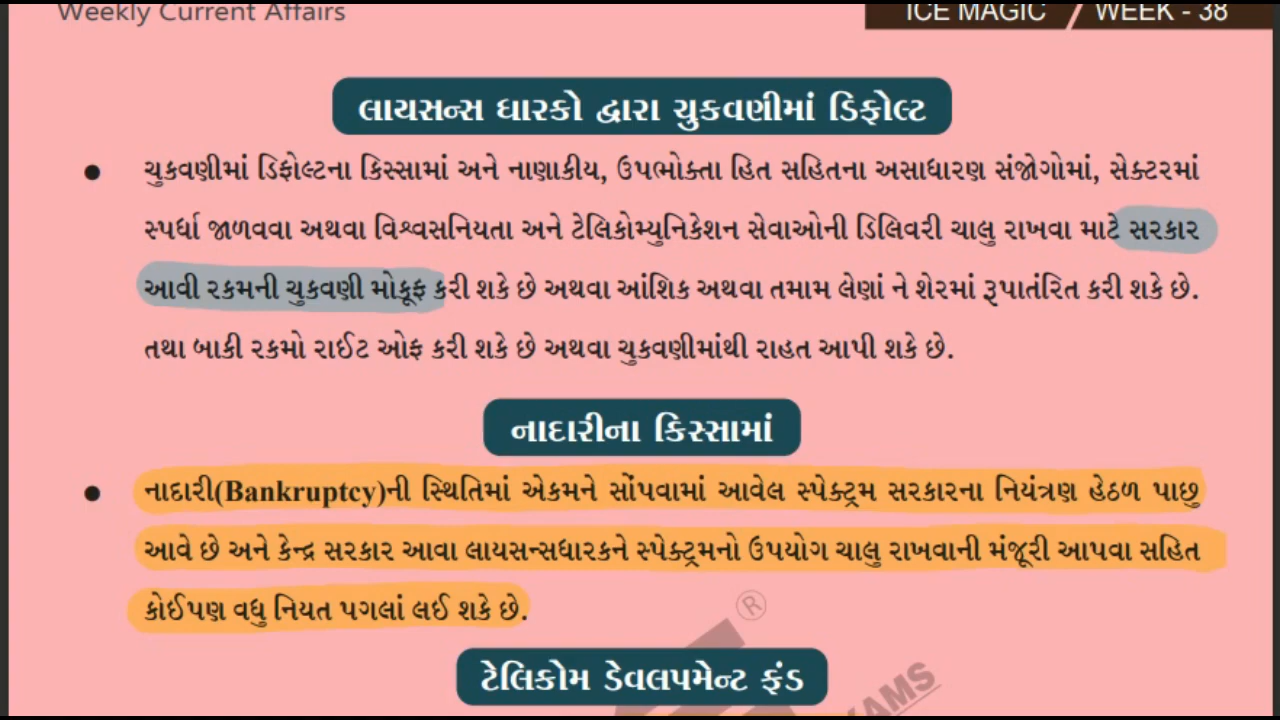 Weekly Current Affairs
ICE MAGIC / WEEK - 38
લાયસન્સ ધારકો દ્વારા ચુકવણીમાં ડિફોલ્ટ
● ચુકવણીમાં ડિફોલ્ટના કિસ્સામાં અને નાણાકીય, ઉપભોક્તા હિત સહિતના અસાધારણ સંજોગોમાં, સેક્ટરમાં
સ્પર્ધા જાળવવા અથવા વિશ્વસનિયતા અને ટેલિકોમ્યુનિકેશન સેવાઓની ડિલિવરી ચાલુ રાખવા માટે સરકાર
આવી રકમની ચુકવણી મોકૂફ કરી શકે છે અથવા આંશિક અથવા તમામ લેણાં ને શેરમાં રૂપાતંરિત કરી શકે છે.
તથા બાકી રકમો રાઈટ ઓફ કરી શકે છે અથવા ચુકવણીમાંથી રાહત આપી શકે છે.
નાદારીના કિસ્સામાં
● નાદારી(Bankruptcy)ની સ્થિતિમાં એકમને સોંપવામાં આવેલ સ્પેક્ટ્રમ સરકારના નિયંત્રણ હેઠળ પાછુ
આવે છે અને કેન્દ્ર સરકાર આવા લાયસન્સધારકને સ્પેક્ટ્રમનો ઉપયોગ ચાલુ રાખવાની મંજૂરી આપવા સહિત
કોઈપણ વધુ નિયત પગલાં લઈ શકે છે.
®
ટેલિકોમ ડેવલપમેન્ટ ફંડ